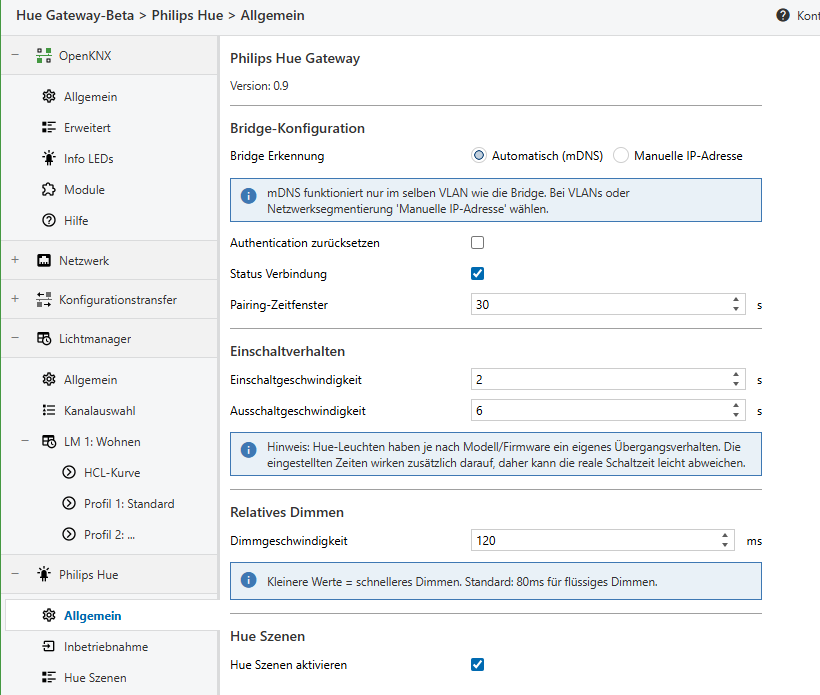 Hue Gateway-Beta > Philips Hue > Allgemein
Kont
OpenKNX
Allgemein
Erweitert
Info LEDs
Module
Hilfe
Netzwerk
Konfigurationstransfer
Lichtmanager
Allgemein
Kanalauswahl
LM 1: Wohnen
HCL-Kurve
Profil 1: Standard
Profil 2: ...
Philips Hue
Allgemein
Inbetriebnahme
Hue Szenen
Philips Hue Gateway
Version: 0.9
Bridge-Konfiguration
Bridge Erkennung Automatisch (mDNS) Manuelle IP-Adresse
mDNS funktioniert nur im selben VLAN wie die Bridge. Bei VLANs oder
Netzwerksegmentierung 'Manuelle IP-Adresse' wählen.
Authentication zurücksetzen
Status Verbindung
Pairing-Zeitfenster 30 s
Einschaltverhalten
Einschaltgeschwindigkeit 2 s
Ausschaltgeschwindigkeit 6 s
Hinweis: Hue-Leuchten haben je nach Modell/Firmware ein eigenes Übergangsverhalten. Die
eingestellten Zeiten wirken zusätzlich darauf, daher kann die reale Schaltzeit leicht abweichen.
Relatives Dimmen
Dimmgeschwindigkeit 120 ms
Kleinere Werte = schnelleres Dimmen. Standard: 80ms für flüssiges Dimmen.
Hue Szenen
Hue Szenen aktivieren